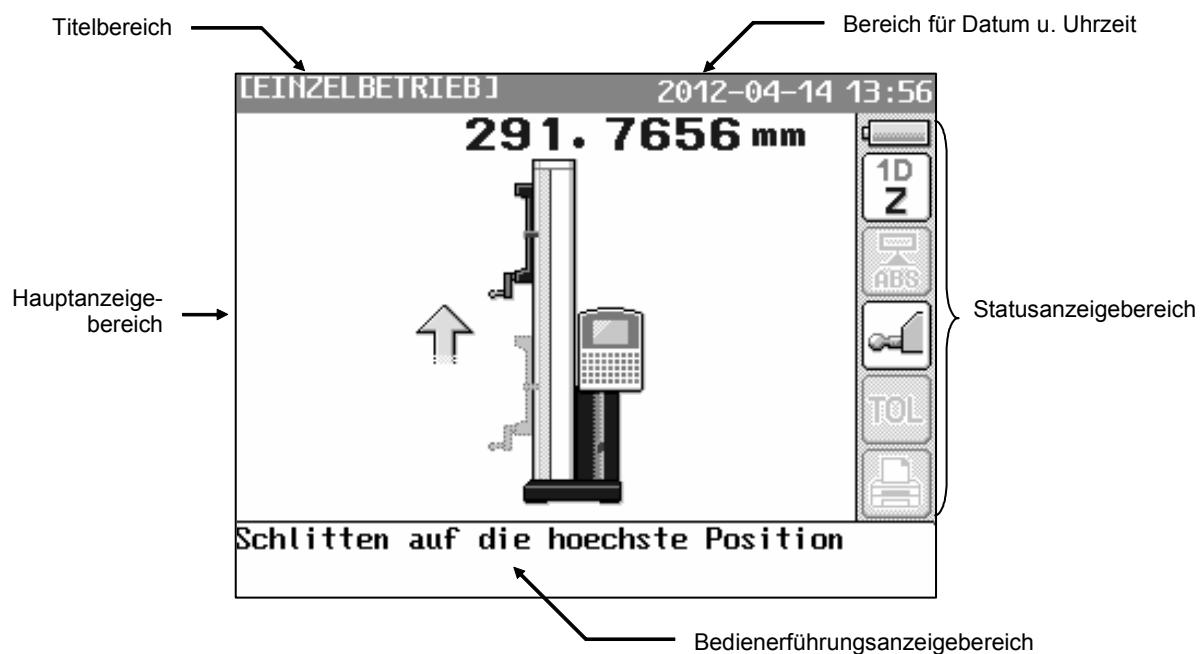 Titelbereich
Bereich für Datum u. Uhrzeit
[EINZELBETRIEB] 2012-04-14 13:56
291.7656 mm
1D
Z
ABS
Hauptanzeige-
bereich
Statusanzeigebereich
TOL
Schlitten auf die hoechste Position
Bedienerführungsanzeigebereich